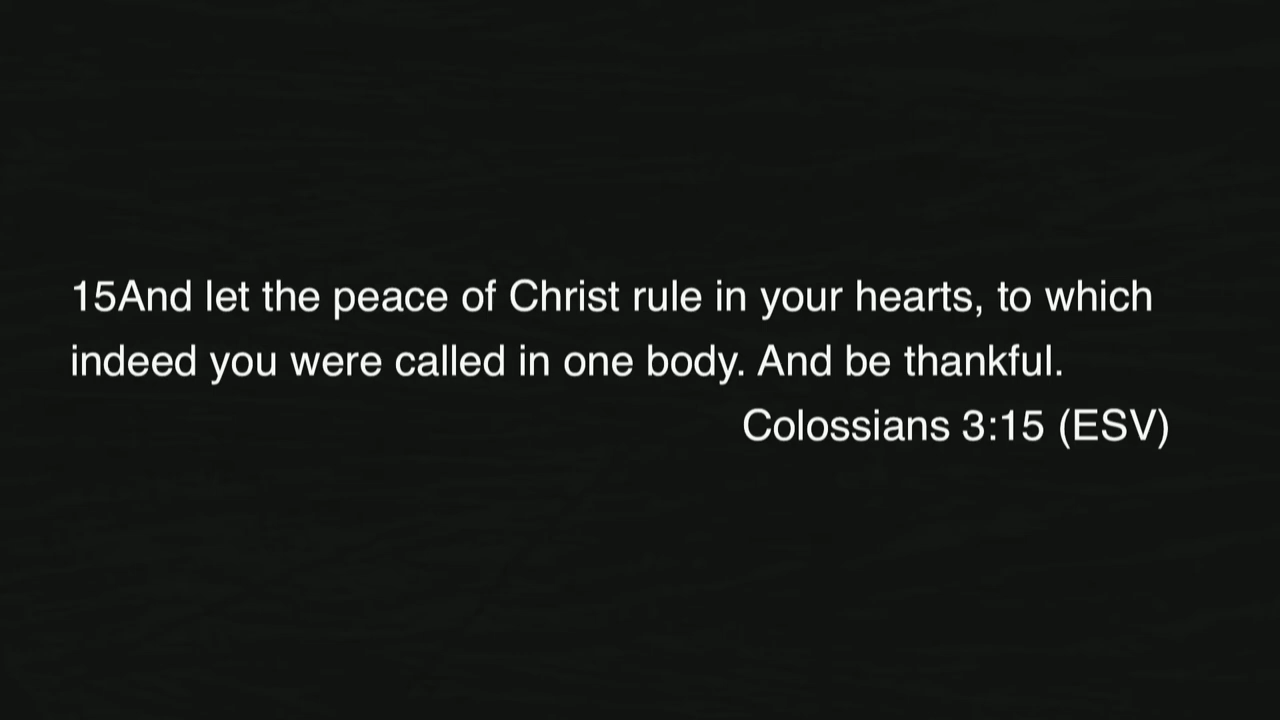 15And let the peace of Christ rule in your hearts, to which
indeed you were called in one body. And be thankful.
Colossians 3:15 (ESV)